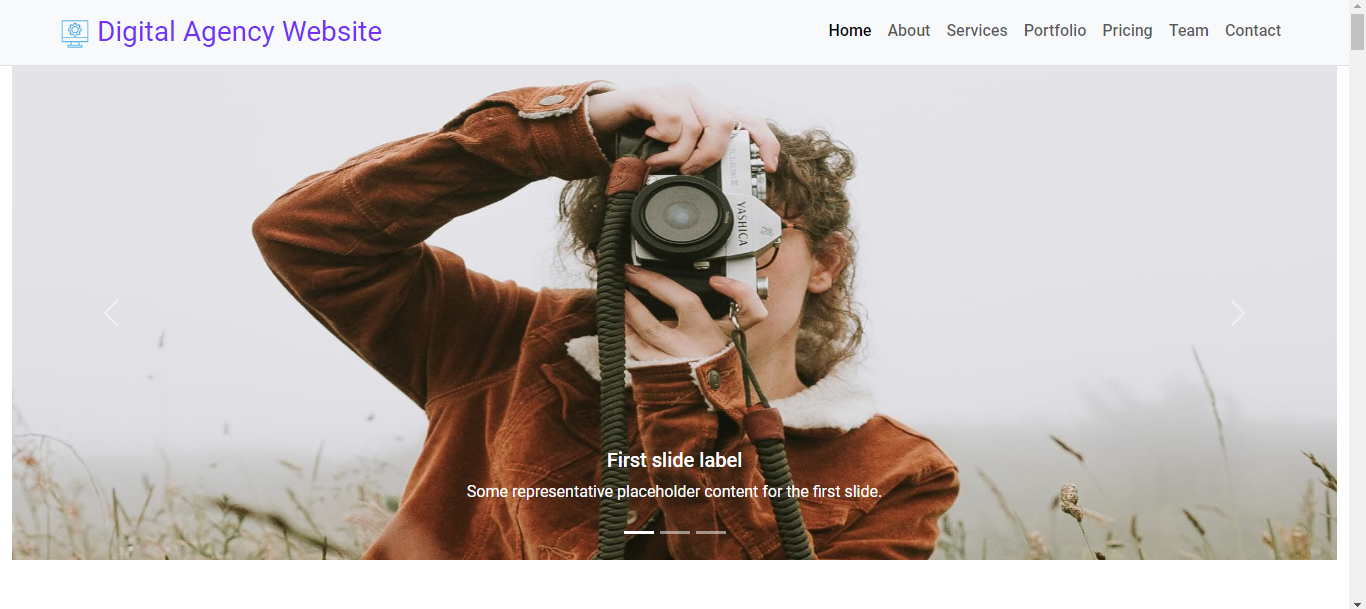 Digital Agency Website
Home About Services Portfolio Pricing Team Contact
YASHICA
First slide label
Some representative placeholder content for the first slide.